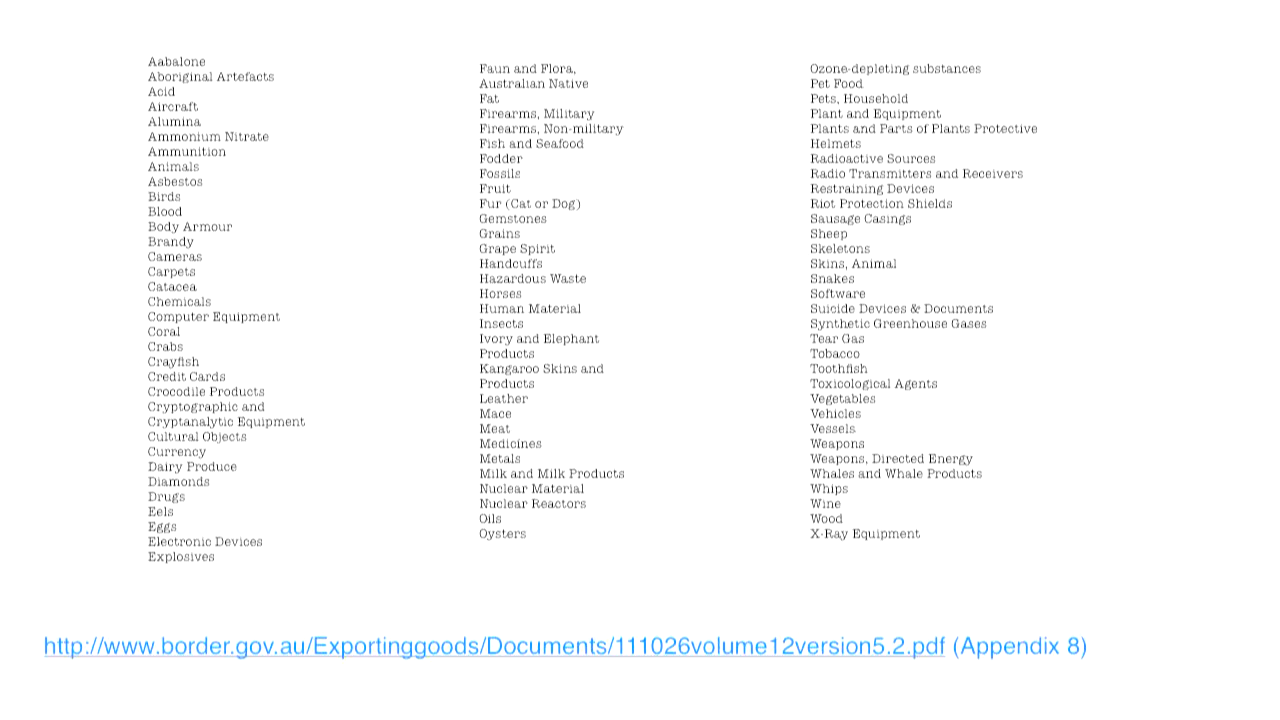 Aabalone
Aboriginal Artefacts
Acid
Aircraft
Alumina
Ammonium Nitrate
Ammunition
Animals
Asbestos
Birds
Blood
Body Armour
Brandy
Cameras
Carpets
Catacea
Chemicals
Computer Equipment
Coral
Crabs
Crayfish
Credit Cards
Crocodile Products
Cryptographic and
Cryptanalytic Equipment
Cultural Objects
Currency
Dairy Produce
Diamonds
Drugs
Eels
Eggs
Electronic Devices
Explosives
Faun and Flora,
Australian Native
Fat
Firearms, Military
Firearms, Non-military
Fish and Seafood
Fodder
Fossils
Fruit
Fur (Cat or Dog)
Gemstones
Grains
Grape Spirit
Handcuffs
Hazardous Waste
Horses
Human Material
Insects
Ivory and Elephant
Products
Kangaroo Skins and
Products
Leather
Mace
Meat
Medicines
Metals
Milk and Milk Products
Nuclear Material
Nuclear Reactors
Oils
Oysters
Ozone-depleting substances
Pet Food
Pets, Household
Plant and Equipment
Plants and Parts of Plants Protective
Helmets
Radioactive Sources
Radio Transmitters and Receivers
Restraining Devices
Riot Protection Shields
Sausage Casings
Sheep
Skeletons
Skins, Animal
Snakes
Software
Suicide Devices & Documents
Synthetic Greenhouse Gases
Tear Gas
Tobacco
Toothfish
Toxicological Agents
Vegetables
Vehicles
Vessels
Weapons
Weapons, Directed Energy
Whales and Whale Products
Whips
Wine
Wood
X-Ray Equipment
http://www.border.gov.au/Exportinggoods/Documents/111026volume12version5.2.pdf (Appendix 8)